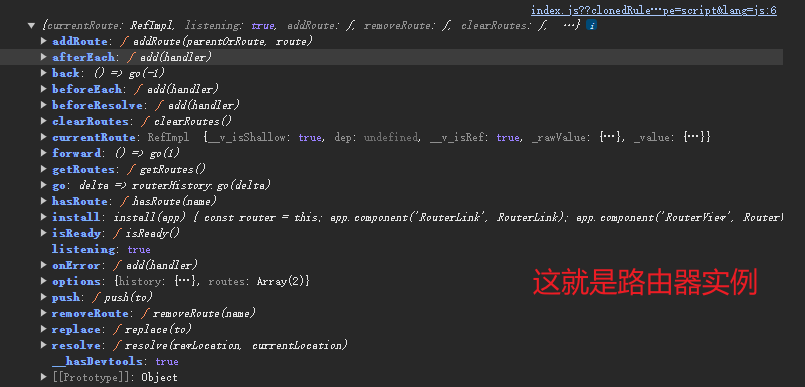 index.js??clonedRule…pe=script&lang=js:6
▼ {currentRoute: RefImpl, listening: true, addRoute: ƒ, removeRoute: ƒ, clearRoutes: ƒ, …} i
▶ addRoute: ƒ addRoute(parentOrRoute, route)
▶ afterEach: ƒ add(handler)
▶ back: () => go(-1)
▶ beforeEach: ƒ add(handler)
▶ beforeResolve: ƒ add(handler)
▶ clearRoutes: ƒ clearRoutes()
▶ currentRoute: RefImpl {__v_isShallow: true, dep: undefined, __v_isRef: true, _rawValue: {…}, _value: {…}}
▶ forward: () => go(1)
▶ getRoutes: ƒ getRoutes()
▶ go: delta => routerHistory.go(delta)
▶ hasRoute: ƒ hasRoute(name)
▶ install: install(app) { const router = this; app.component('RouterLink', RouterLink); app.component('RouterView', RouterV
▶ isReady: ƒ isReady()
listening: true
▶ onError: ƒ add(handler)
▶ options: {history: {…}, routes: Array(2)}
▶ push: ƒ push(to)
▶ removeRoute: ƒ removeRoute(name)
▶ replace: ƒ replace(to)
▶ resolve: ƒ resolve(rawLocation, currentLocation)
__hasDevtools: true
▶ [[Prototype]]: Object
这就是路由器实例